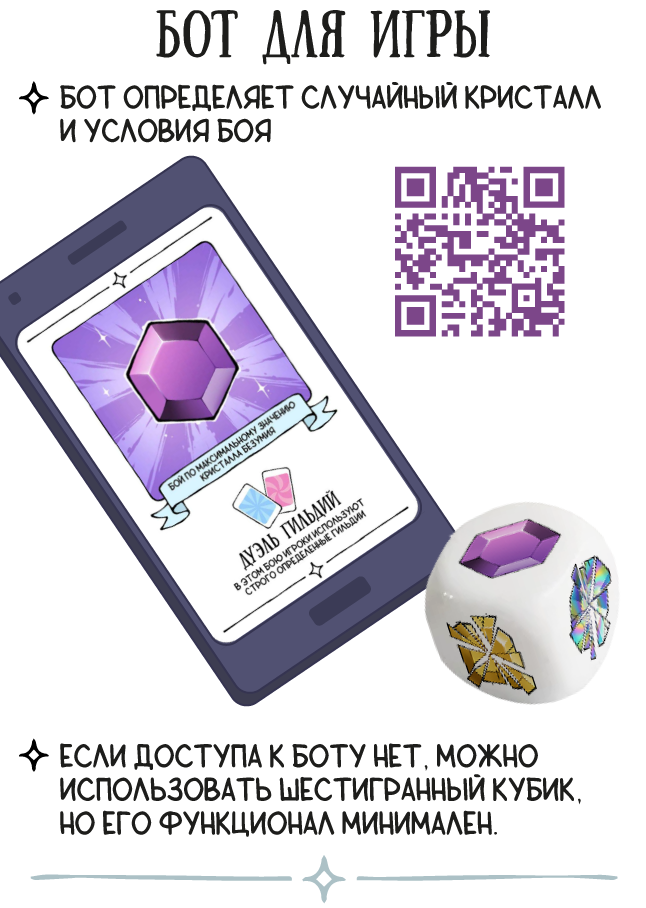 БОТ ДЛЯ ИГРЫ
БОТ ОПРЕДЕЛЯЕТ СЛУЧАЙНЫЙ КРИСТАЛЛ
И УСЛОВИЯ БОЯ
БОЙ ПО МАКСИМАЛЬНОМУ ЗНАЧЕНИЮ
КРИСТАЛЛА БЕЗУМИЯ
ДУЭЛЬ ГИЛЬДИЙ
В ЭТОМ БОЮ ИГРОКИ ИСПОЛЬЗУЮТ
СТРОГО ОПРЕДЕЛЕННЫЕ ГИЛЬДИИ
ЕСЛИ ДОСТУПА К БОТУ НЕТ, МОЖНО
ИСПОЛЬЗОВАТЬ ШЕСТИГРАННЫЙ КУБИК,
НО ЕГО ФУНКЦИОНАЛ МИНИМАЛЕН.